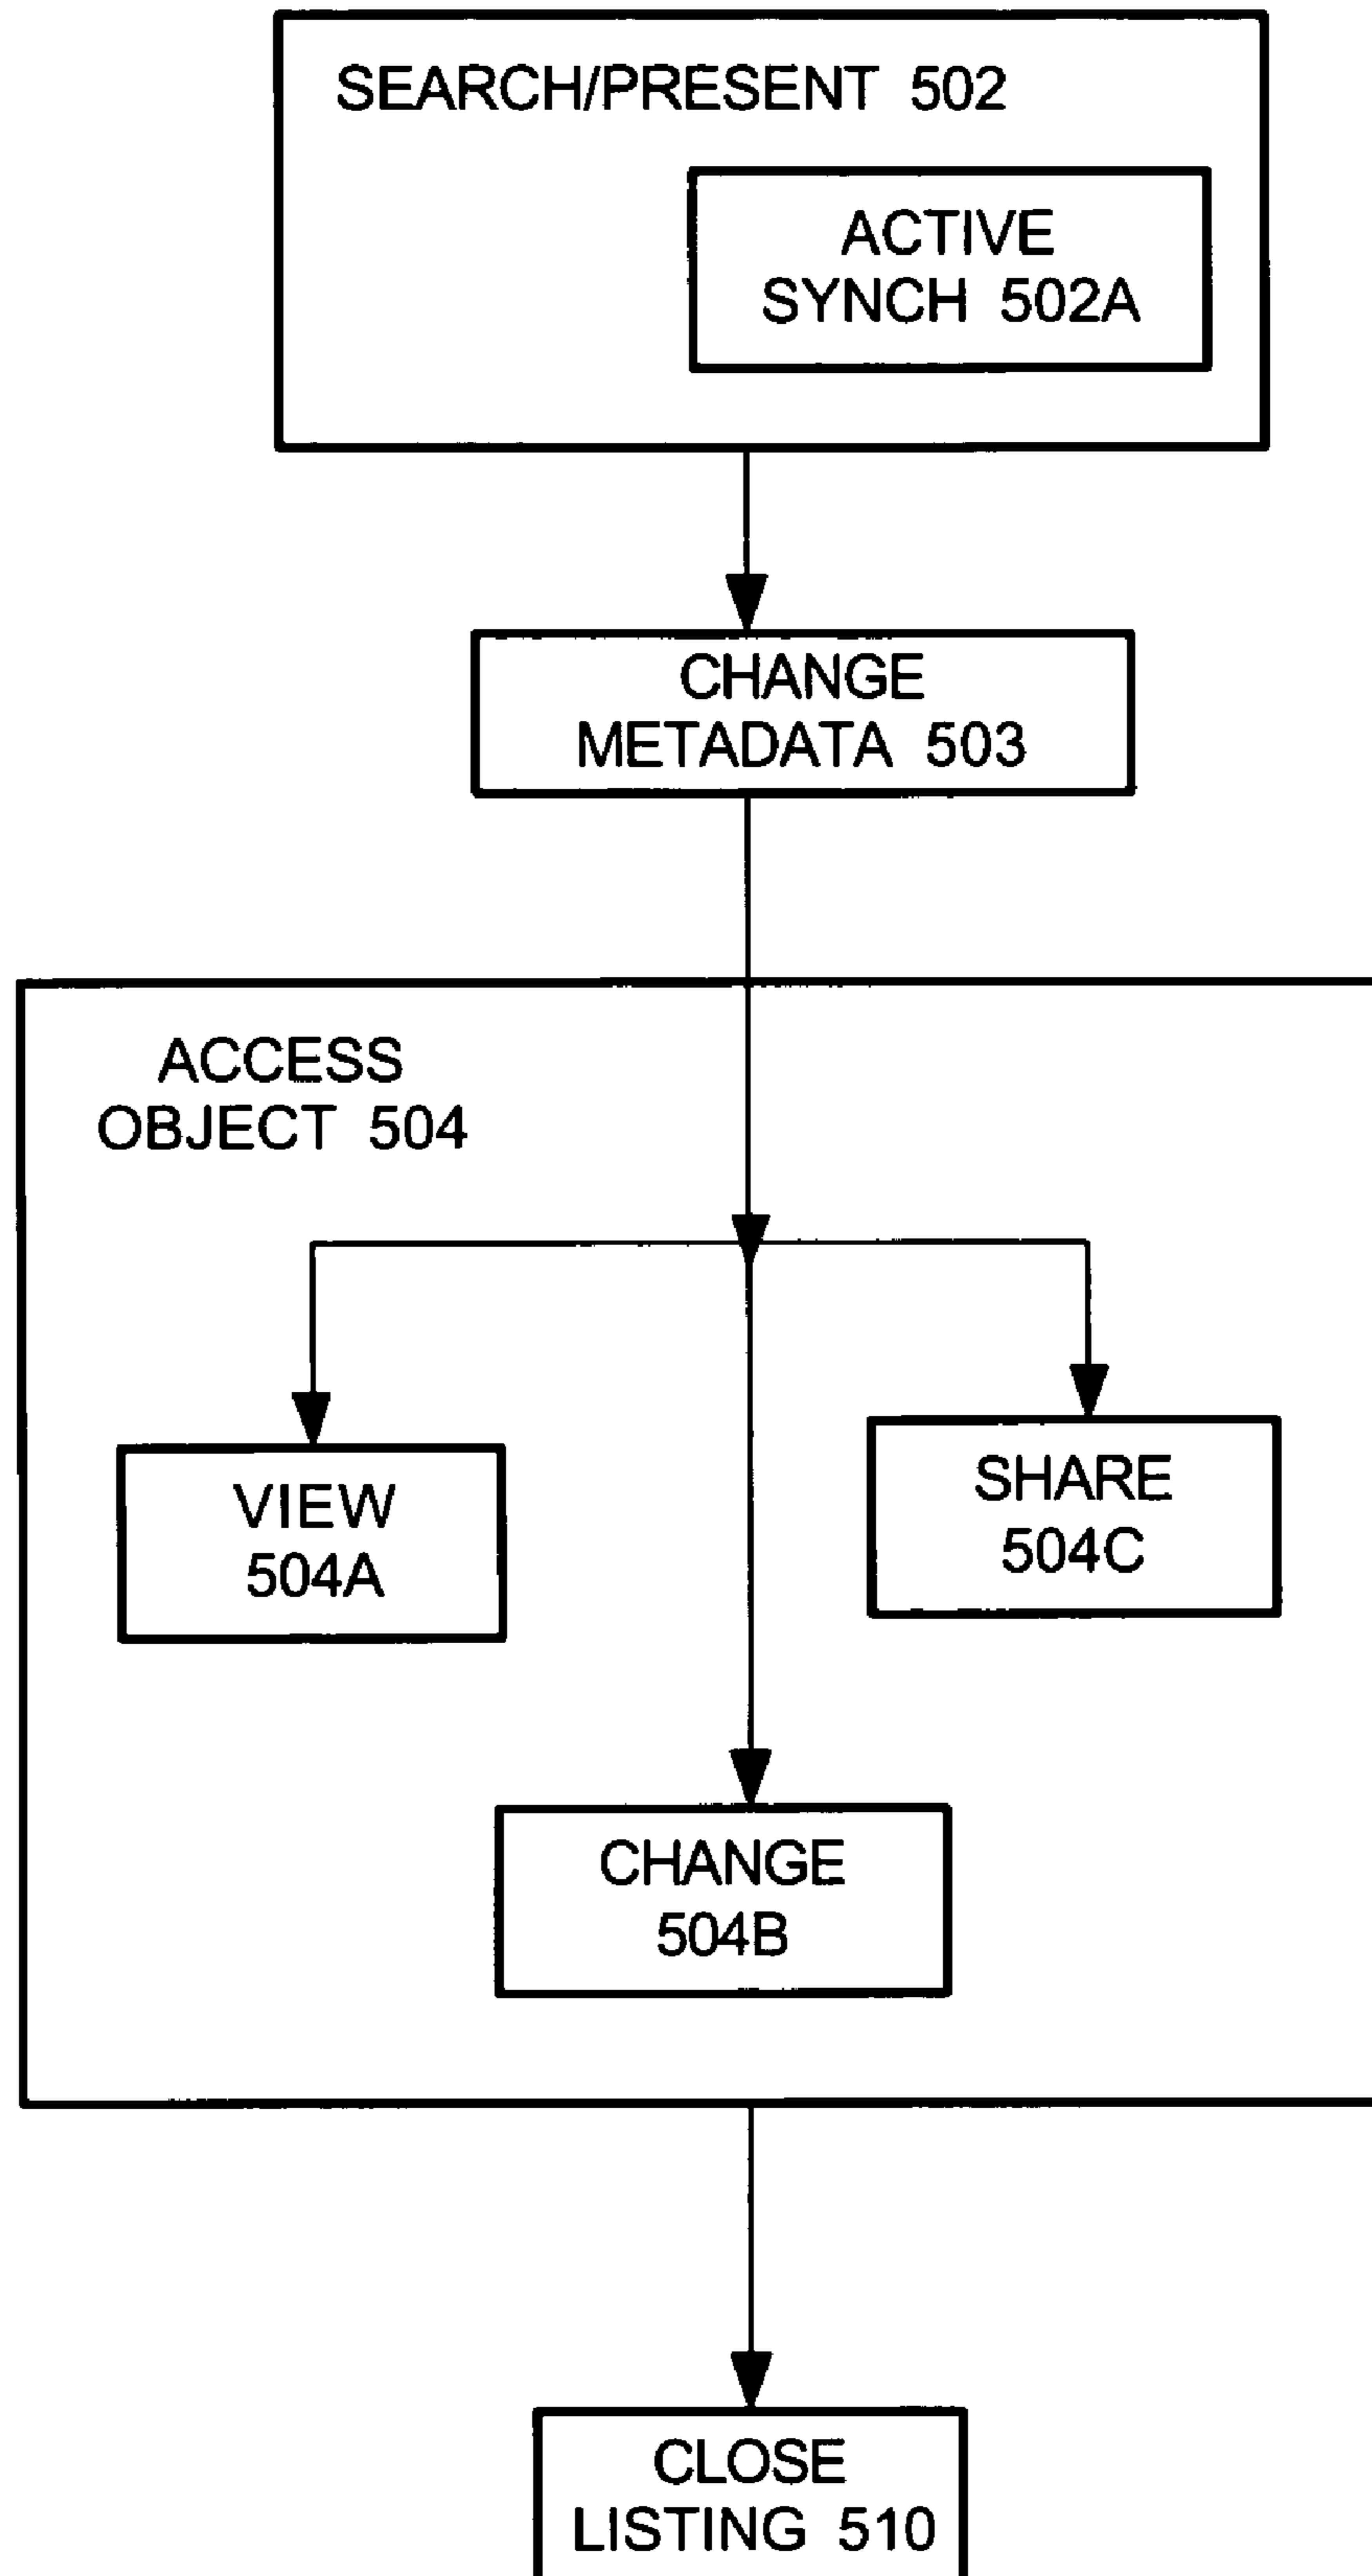 SEARCH/PRESENT 502
ACTIVE
SYNCH 502A
CHANGE
METADATA 503
ACCESS
OBJECT 504
VIEW
504A
SHARE
504C
CHANGE
504B
CLOSE
LISTING 510